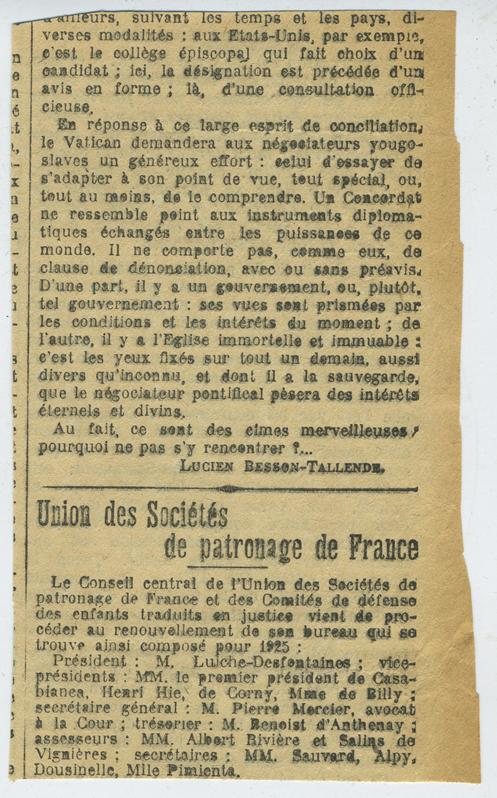 d'ailleurs, suivant les temps et les pays, di-
verses modalités : aux Etats-Unis, par exemple,
c'est le collège épiscopal qui fait choix d'un
candidat ; ici, la désignation est précédée d'un
avis en forme ; là, d'une consultation offi-
cieuse.
En réponse à ce large esprit de conciliation,
le Vatican demandera aux négociateurs yougo-
slaves un généreux effort : celui d'essayer de
s'adapter à son point de vue, tout spécial, ou,
tout au moins, de le comprendre. Un Concordat
ne ressemble point aux instruments diploma-
tiques échangés entre les puissances de ce
monde. Il ne comporte pas, comme eux, de
clause de dénonciation, avec ou sans préavis.
D'une part, il y a un gouvernement, ou, plutôt,
tel gouvernement : ses vues sont prismées par
les conditions et les intérêts du moment ; de
l'autre, il y a l'Eglise immortelle et immuable :
c'est les yeux fixés sur tout un demain, aussi
divers qu'inconnu, et dont il a la sauvegarde,
que le négociateur pontifical pèsera des intérêts
éternels et divins.
Au fait, ce sont des cimes merveilleuses,
pourquoi ne pas s'y rencontrer ?...
LUCIEN BESSON-TALLENDE.
Union des Sociétés
de patronage de France
Le Conseil central de l'Union des Sociétés de
patronage de France et des Comités de défense
des enfants traduits en justice vient de pro-
céder au renouvellement de son bureau qui se
trouve ainsi composé pour 1925 :
Président : M. Luiche-Desfontaines ; vice-
présidents : MM. le premier président de Casa-
bianca, Henri Hie, de Corny, Mme de Billy ;
secrétaire général : M. Pierre Mercier, avocat
à la Cour ; trésorier : M. Benoist d'Anthenay ;
assesseurs : MM. Albert Rivière et Salins de
Vignières ; secrétaires : MM. Sauvard, Alpy,
Dousinelle, Mlle Pimienta.